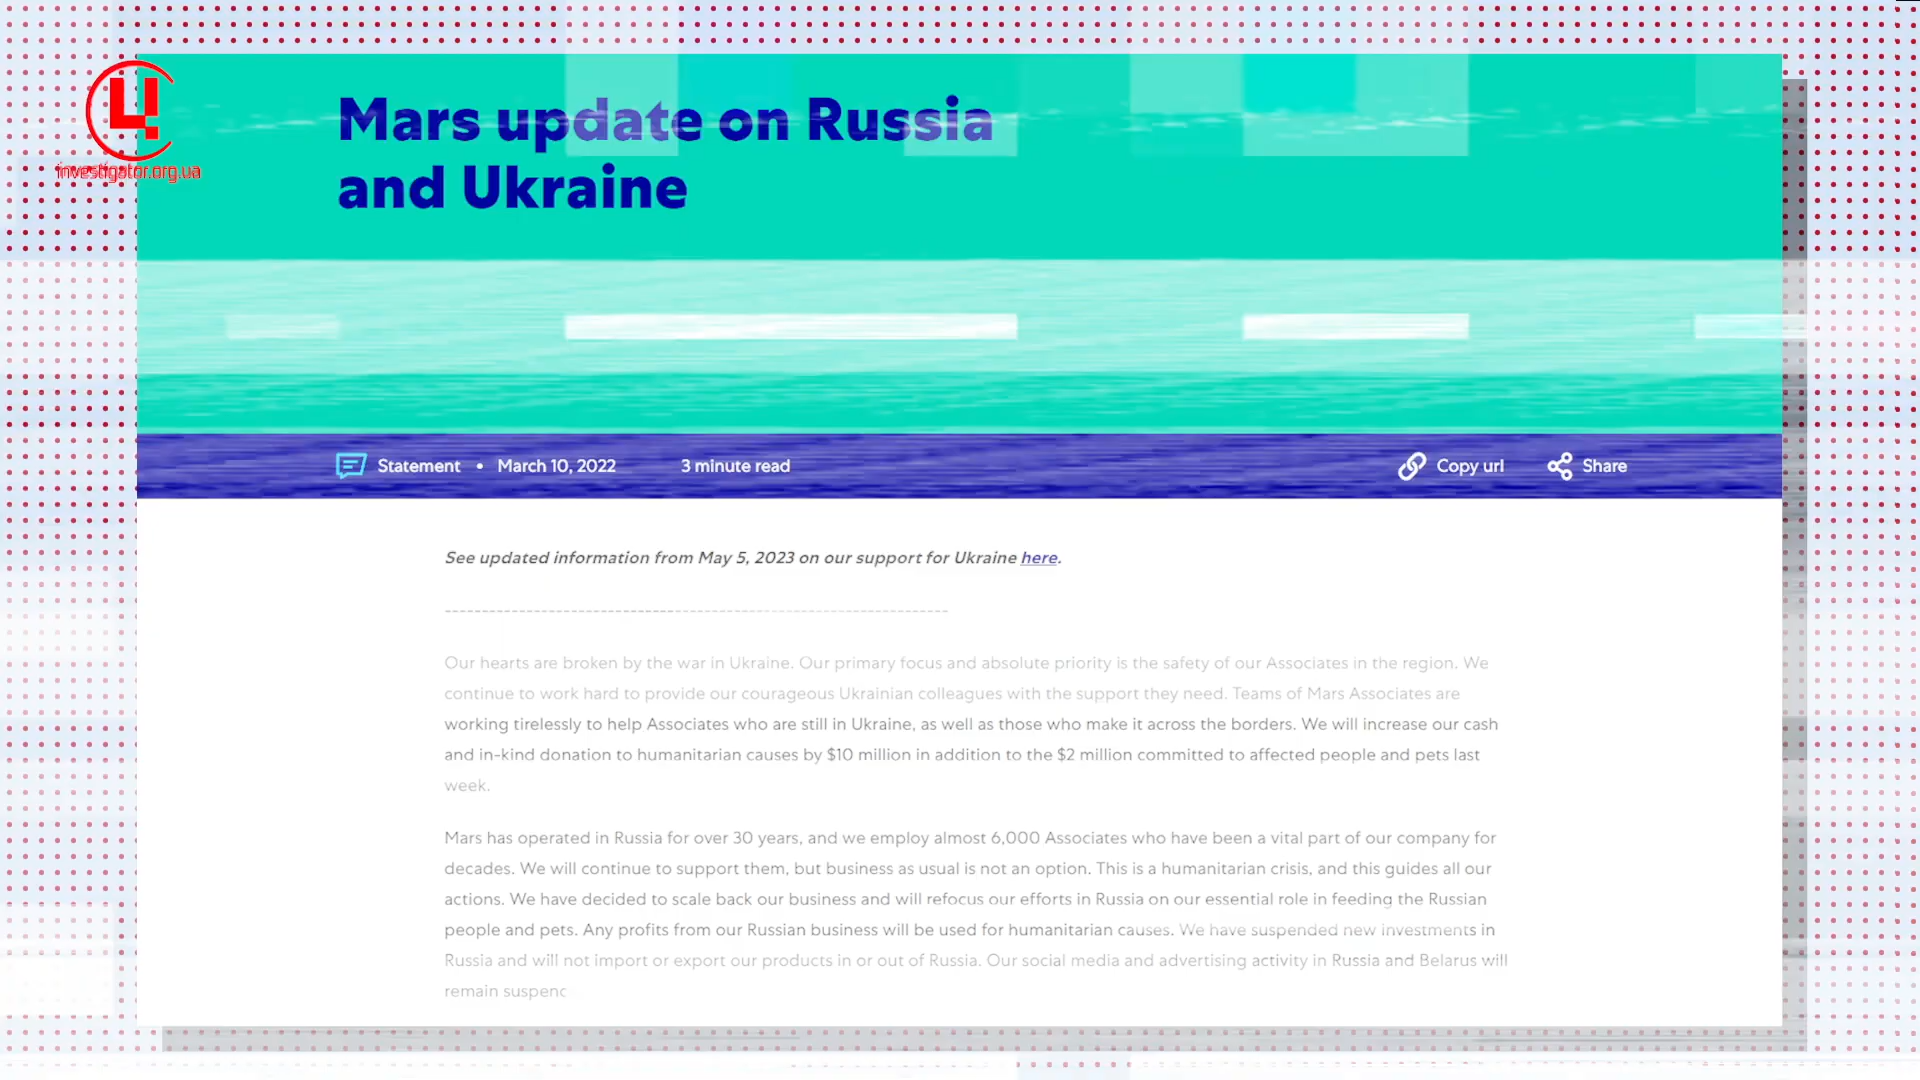 Ц
investigator.org.ua
Mars update on Russia
and Ukraine
Statement • March 10, 2022 3 minute read Copy url Share
See updated information from May 5, 2023 on our support for Ukraine here.
--------------------------------------------------------------------
Our hearts are broken by the war in Ukraine. Our primary focus and absolute priority is the safety of our Associates in the region. We
continue to work hard to provide our courageous Ukrainian colleagues with the support they need. Teams of Mars Associates are
working tirelessly to help Associates who are still in Ukraine, as well as those who make it across the borders. We will increase our cash
and in-kind donation to humanitarian causes by $10 million in addition to the $2 million committed to affected people and pets last
week.
Mars has operated in Russia for over 30 years, and we employ almost 6,000 Associates who have been a vital part of our company for
decades. We will continue to support them, but business as usual is not an option. This is a humanitarian crisis, and this guides all our
actions. We have decided to scale back our business and will refocus our efforts in Russia on our essential role in feeding the Russian
people and pets. Any profits from our Russian business will be used for humanitarian causes. We have suspended new investments in
Russia and will not import or export our products in or out of Russia. Our social media and advertising activity in Russia and Belarus will
remain suspenc